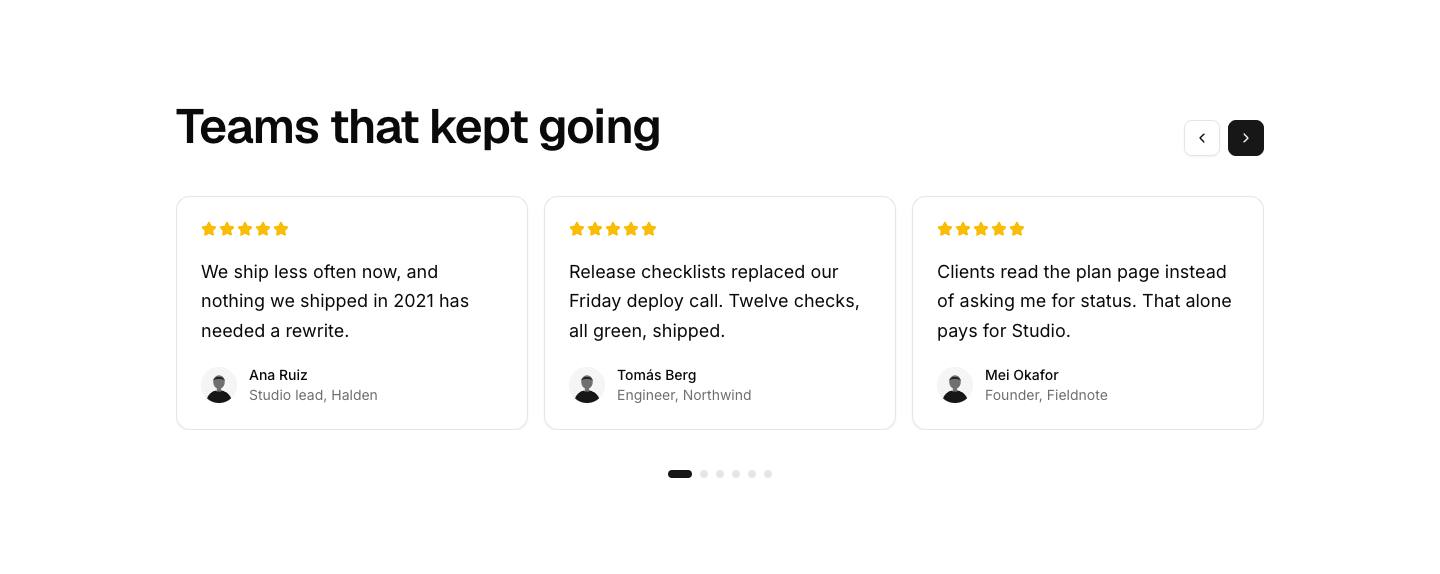 Teams that kept going
We ship less often now, and
nothing we shipped in 2021 has
needed a rewrite.
Ana Ruiz
Studio lead, Halden
Release checklists replaced our
Friday deploy call. Twelve checks,
all green, shipped.
Tomás Berg
Engineer, Northwind
Clients read the plan page instead
of asking me for status. That alone
pays for Studio.
Mei Okafor
Founder, Fieldnote